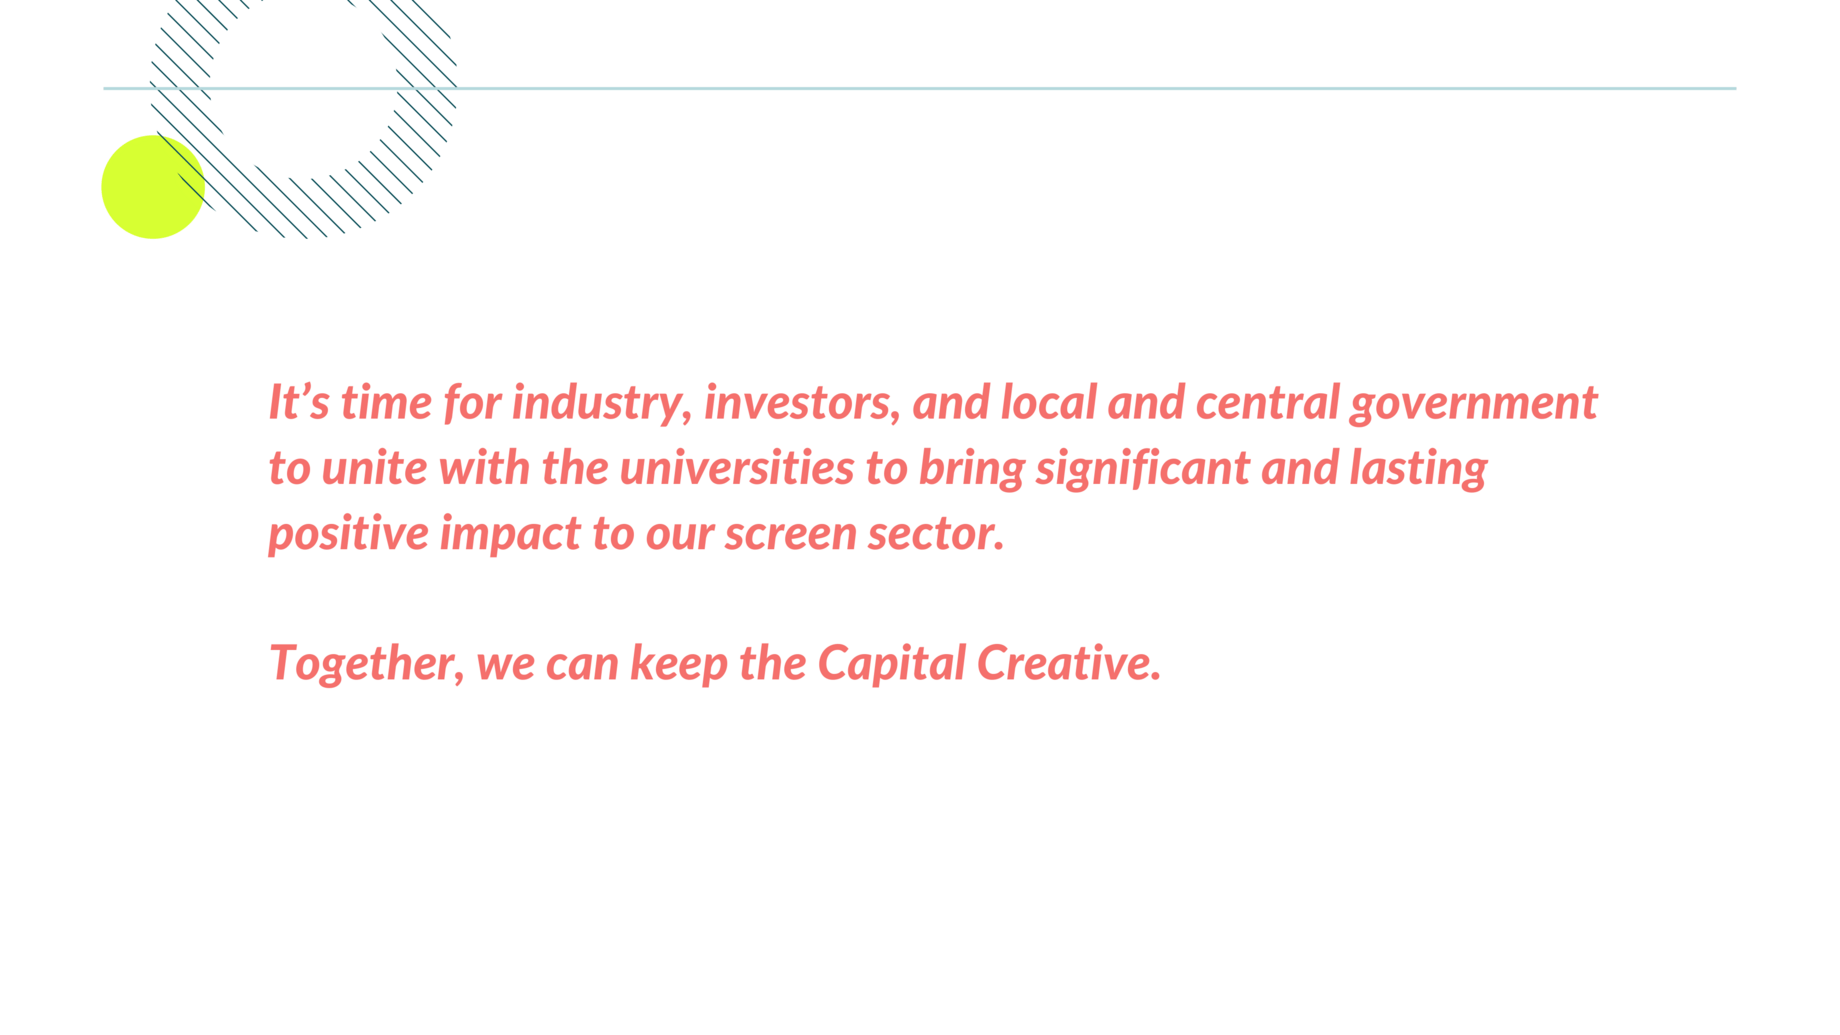 It’s time for industry, investors, and local and central government
to unite with the universities to bring significant and lasting
positive impact to our screen sector.
Together, we can keep the Capital Creative.